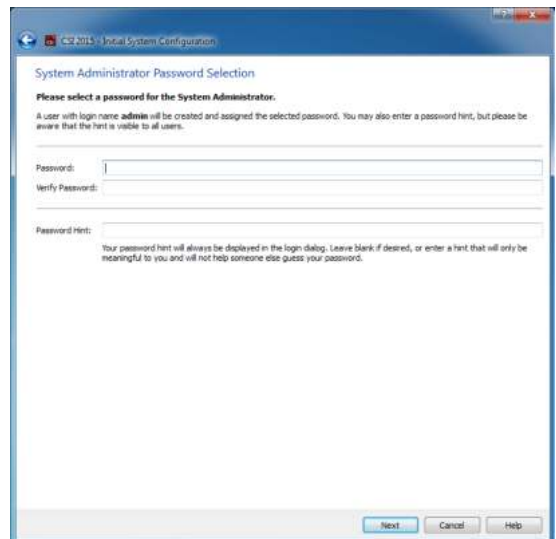 CSI 2015 - Initial System Configuration
System Administrator Password Selection
Please select a password for the System Administrator.
A user with login name admin will be created and assigned the selected password. You may also enter a password hint, but please be
aware that the hint is visible to all users.
Password:
Verify Password:
Password Hint:
Your password hint will always be displayed in the login dialog. Leave blank if desired, or enter a hint that will only be
meaningful to you and will not help someone else guess your password.
Next Cancel Help